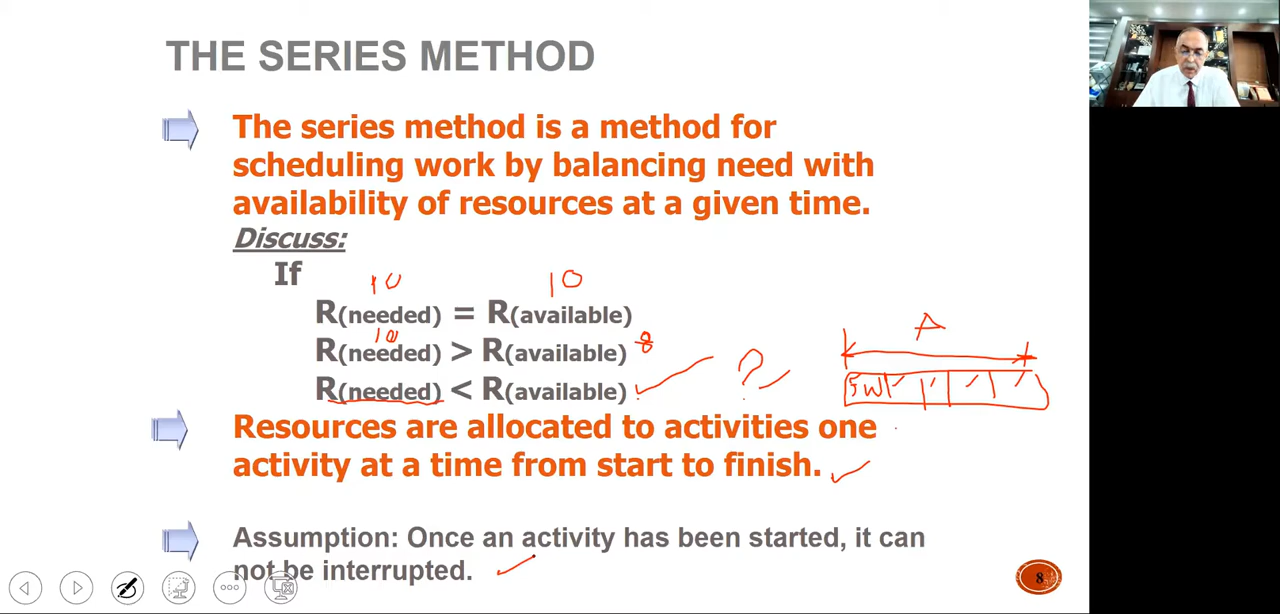 THE SERIES METHOD
The series method is a method for
scheduling work by balancing need with
availability of resources at a given time.
Discuss:
If
10 10
R(needed) = R(available)
10 8
R(needed) > R(available)
R(needed) < R(available)
?
A
5W
Resources are allocated to activities one
activity at a time from start to finish.
Assumption: Once an activity has been started, it can
not be interrupted.
8